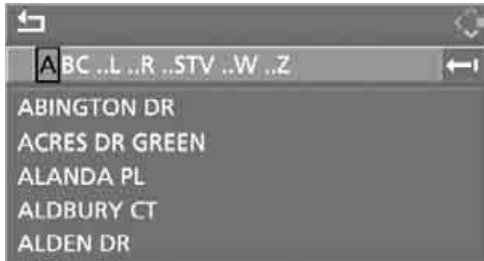 ABC ..L ..R ..STV ..W ..Z
ABINGTON DR
ACRES DR GREEN
ALANDA PL
ALDBURY CT
ALDEN DR